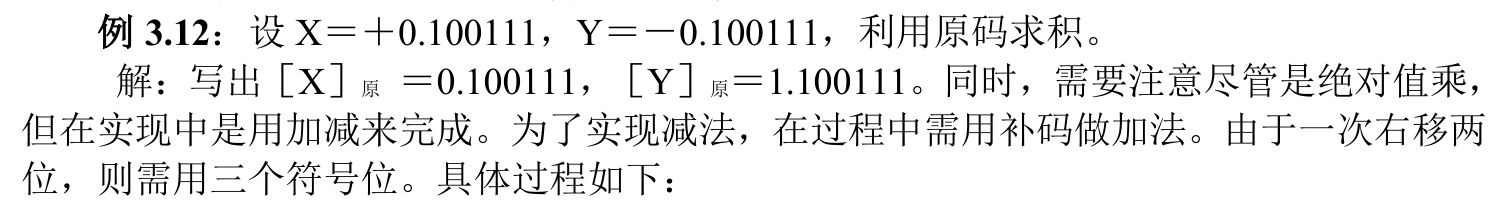 例 3.12：设 X＝＋0.100111，Y＝－0.100111，利用原码求积。
解：写出［X］原 ＝0.100111，［Y］原＝1.100111。同时，需要注意尽管是绝对值乘，
但在实现中是用加减来完成。为了实现减法，在过程中需用补码做加法。由于一次右移两
位，则需用三个符号位。具体过程如下：